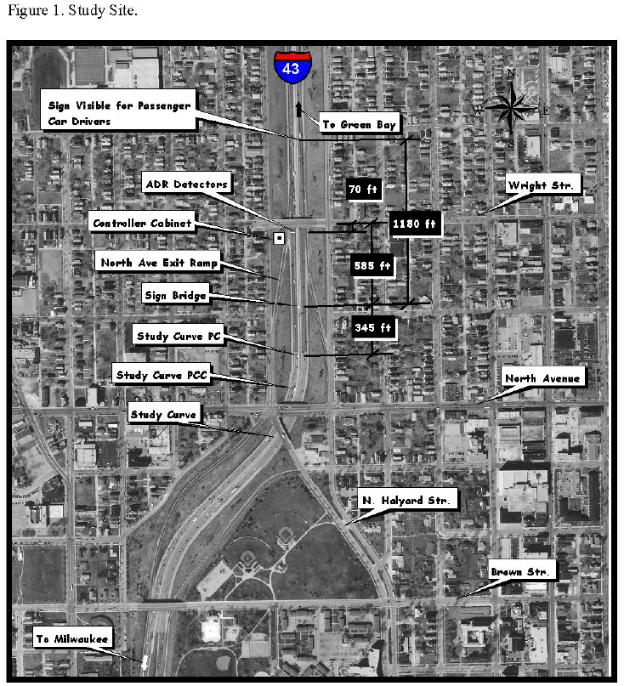 Figure 1. Study Site.
43
N
Sign Visible for Passenger
Car Drivers
To Green Bay
ADR Detectors
70 ft
Wright Str.
Controller Cabinet
1180 ft
North Ave Exit Ramp
585 ft
Sign Bridge
345 ft
Study Curve PC
Study Curve PCC
North Avenue
Study Curve
N. Halyard Str.
Brown Str.
To Milwaukee